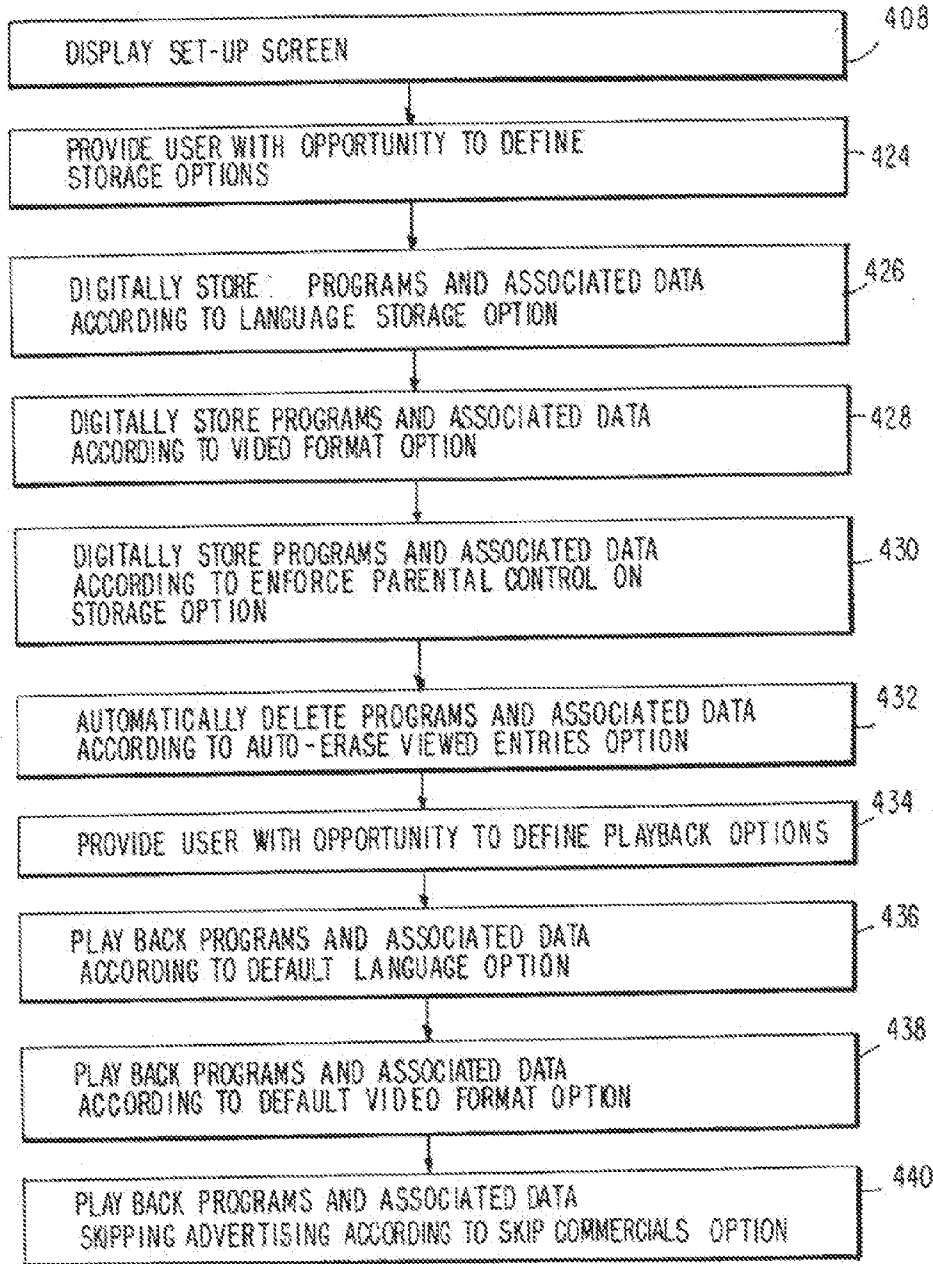 DISPLAY SET-UP SCREEN
408
PROVIDE USER WITH OPPORTUNITY TO DEFINE
STORAGE OPTIONS
424
DIGITALLY STORE PROGRAMS AND ASSOCIATED DATA
ACCORDING TO LANGUAGE STORAGE OPTION
426
DIGITALLY STORE PROGRAMS AND ASSOCIATED DATA
ACCORDING TO VIDEO FORMAT OPTION
428
DIGITALLY STORE PROGRAMS AND ASSOCIATED DATA
ACCORDING TO ENFORCE PARENTAL CONTROL ON
STORAGE OPTION
430
AUTOMATICALLY DELETE PROGRAMS AND ASSOCIATED DATA
ACCORDING TO AUTO-ERASE VIEWED ENTRIES OPTION
432
PROVIDE USER WITH OPPORTUNITY TO DEFINE PLAYBACK OPTIONS
434
PLAY BACK PROGRAMS AND ASSOCIATED DATA
ACCORDING TO DEFAULT LANGUAGE OPTION
436
PLAY BACK PROGRAMS AND ASSOCIATED DATA
ACCORDING TO DEFAULT VIDEO FORMAT OPTION
438
PLAY BACK PROGRAMS AND ASSOCIATED DATA
SKIPPING ADVERTISING ACCORDING TO SKIP COMMERCIALS OPTION
440